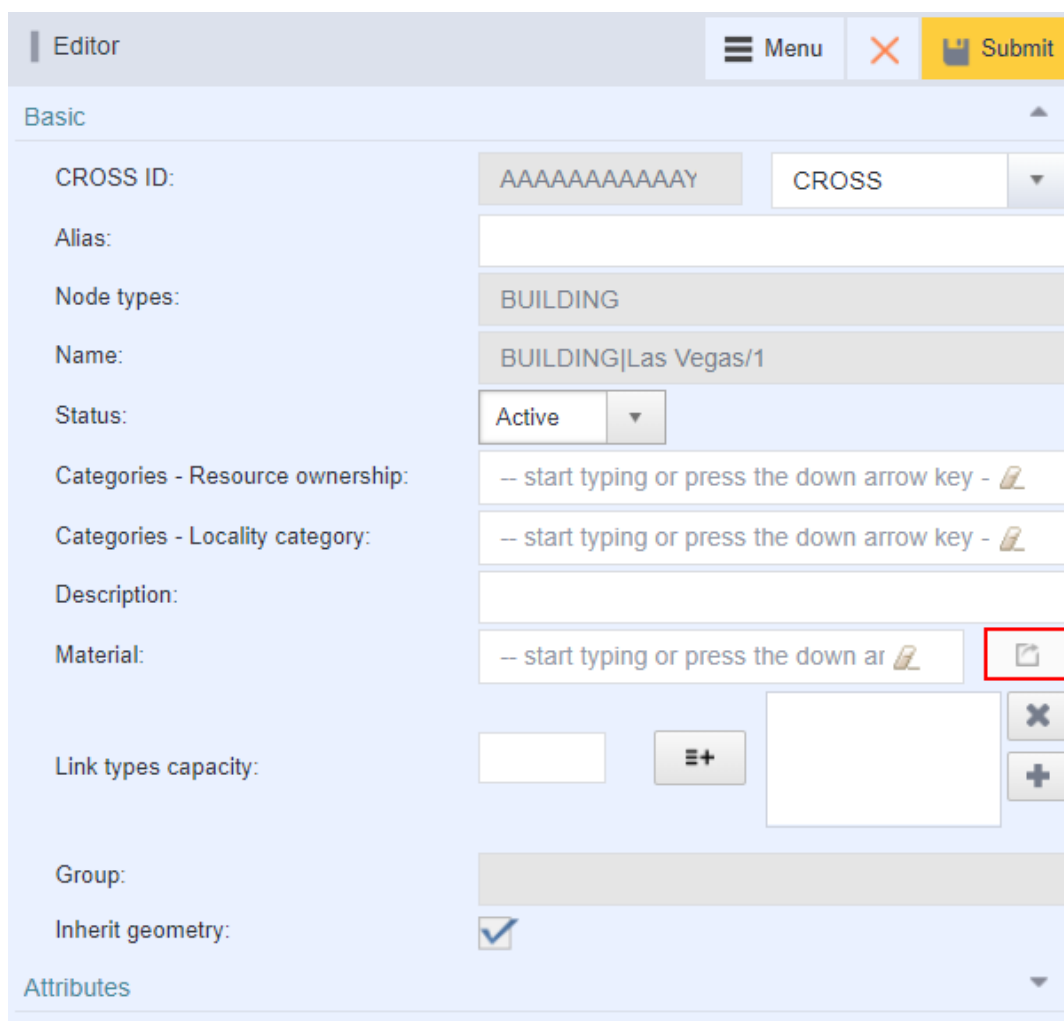 Editor Menu Submit
Basic
CROSS ID: AAAAAAAAAAAY CROSS
Alias:
Node types: BUILDING
Name: BUILDING|Las Vegas/1
Status: Active
Categories - Resource ownership: -- start typing or press the down arrow key -
Categories - Locality category: -- start typing or press the down arrow key -
Description:
Material: -- start typing or press the down ar
Link types capacity:
Group:
Inherit geometry:
Attributes